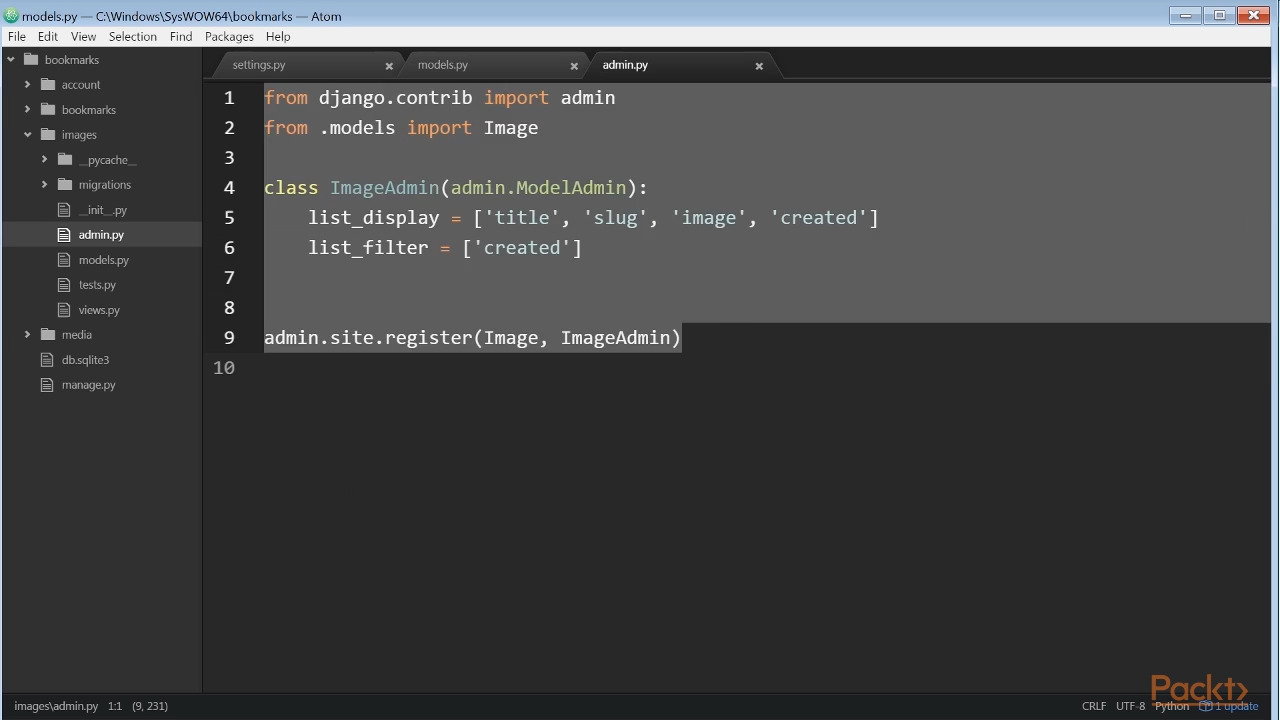 models.py — C:\Windows\SysWOW64\bookmarks — Atom
File Edit View Selection Find Packages Help
bookmarks
account
bookmarks
images
__pycache__
migrations
__init__.py
admin.py
models.py
tests.py
views.py
media
db.sqlite3
manage.py
settings.py models.py admin.py
1 from django.contrib import admin
2 from .models import Image
3
4 class ImageAdmin(admin.ModelAdmin):
5     list_display = ['title', 'slug', 'image', 'created']
6     list_filter = ['created']
7
8
9 admin.site.register(Image, ImageAdmin)
10
Packt>
images\admin.py 1:1 (9, 231) CRLF UTF-8 Python 1 update